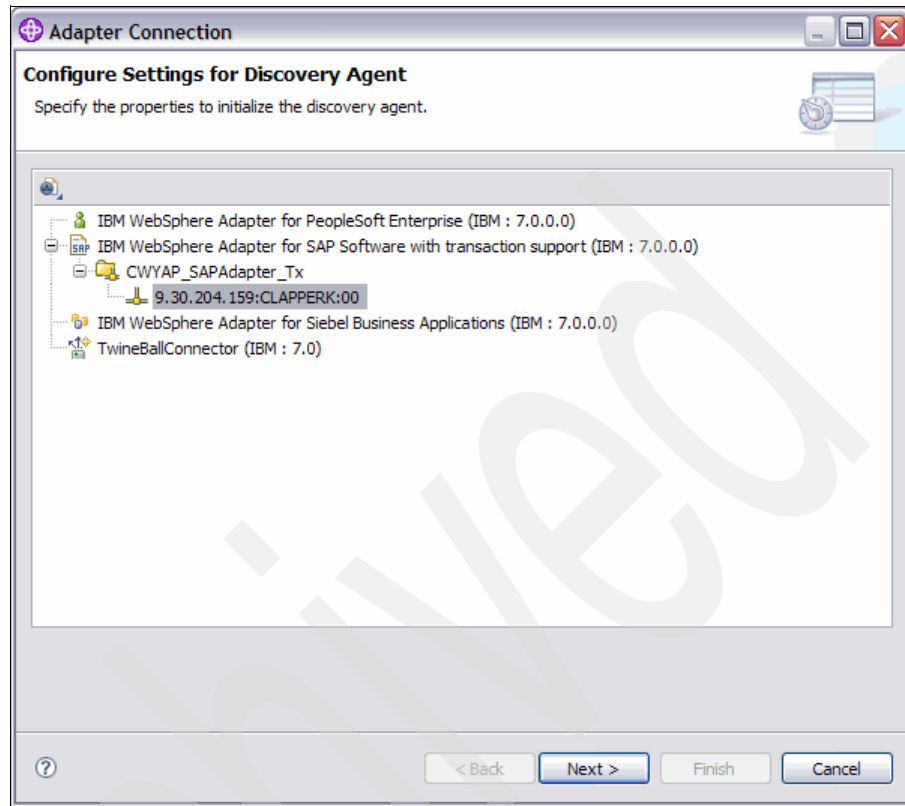 Adapter Connection
Configure Settings for Discovery Agent
Specify the properties to initialize the discovery agent.
IBM WebSphere Adapter for PeopleSoft Enterprise (IBM : 7.0.0.0)
SAP IBM WebSphere Adapter for SAP Software with transaction support (IBM : 7.0.0.0)
CWYAP_SAPAdapter_Tx
9.30.204.159:CLAPPERK:00
IBM WebSphere Adapter for Siebel Business Applications (IBM : 7.0.0.0)
TwineBallConnector (IBM : 7.0)
hived
? < Back Next > Finish Cancel